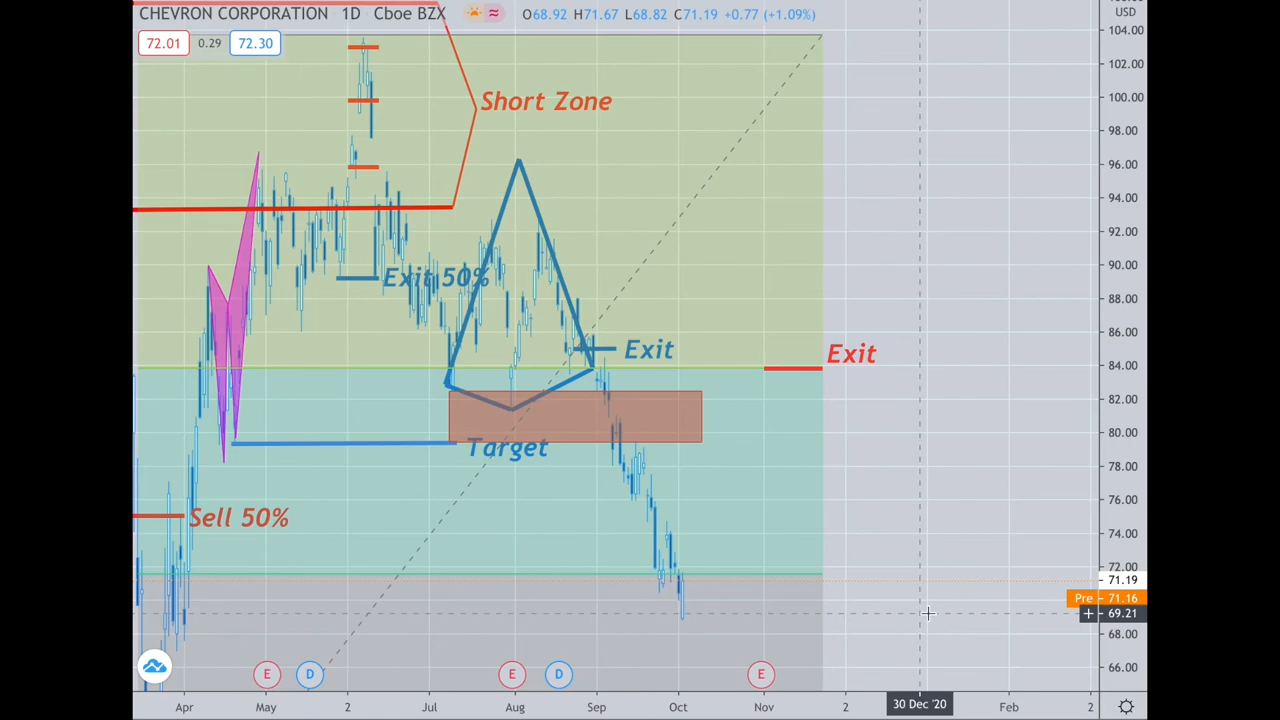 CHEVRON CORPORATION 1D Cboe BZX O68.92 H71.67 L68.82 C71.19 +0.77 (+1.09%)
72.01 0.29 72.30
USD
104.00
102.00
100.00
98.00
96.00
94.00
92.00
90.00
88.00
86.00
84.00
82.00
80.00
78.00
76.00
74.00
72.00
71.19
Pre 71.16
+ 69.21
68.00
66.00
Short Zone
Exit 50%
Exit
Exit
Target
Sell 50%
E D E D E
Apr May 2 Jul Aug Sep Oct Nov 2 30 Dec '20 Feb 2